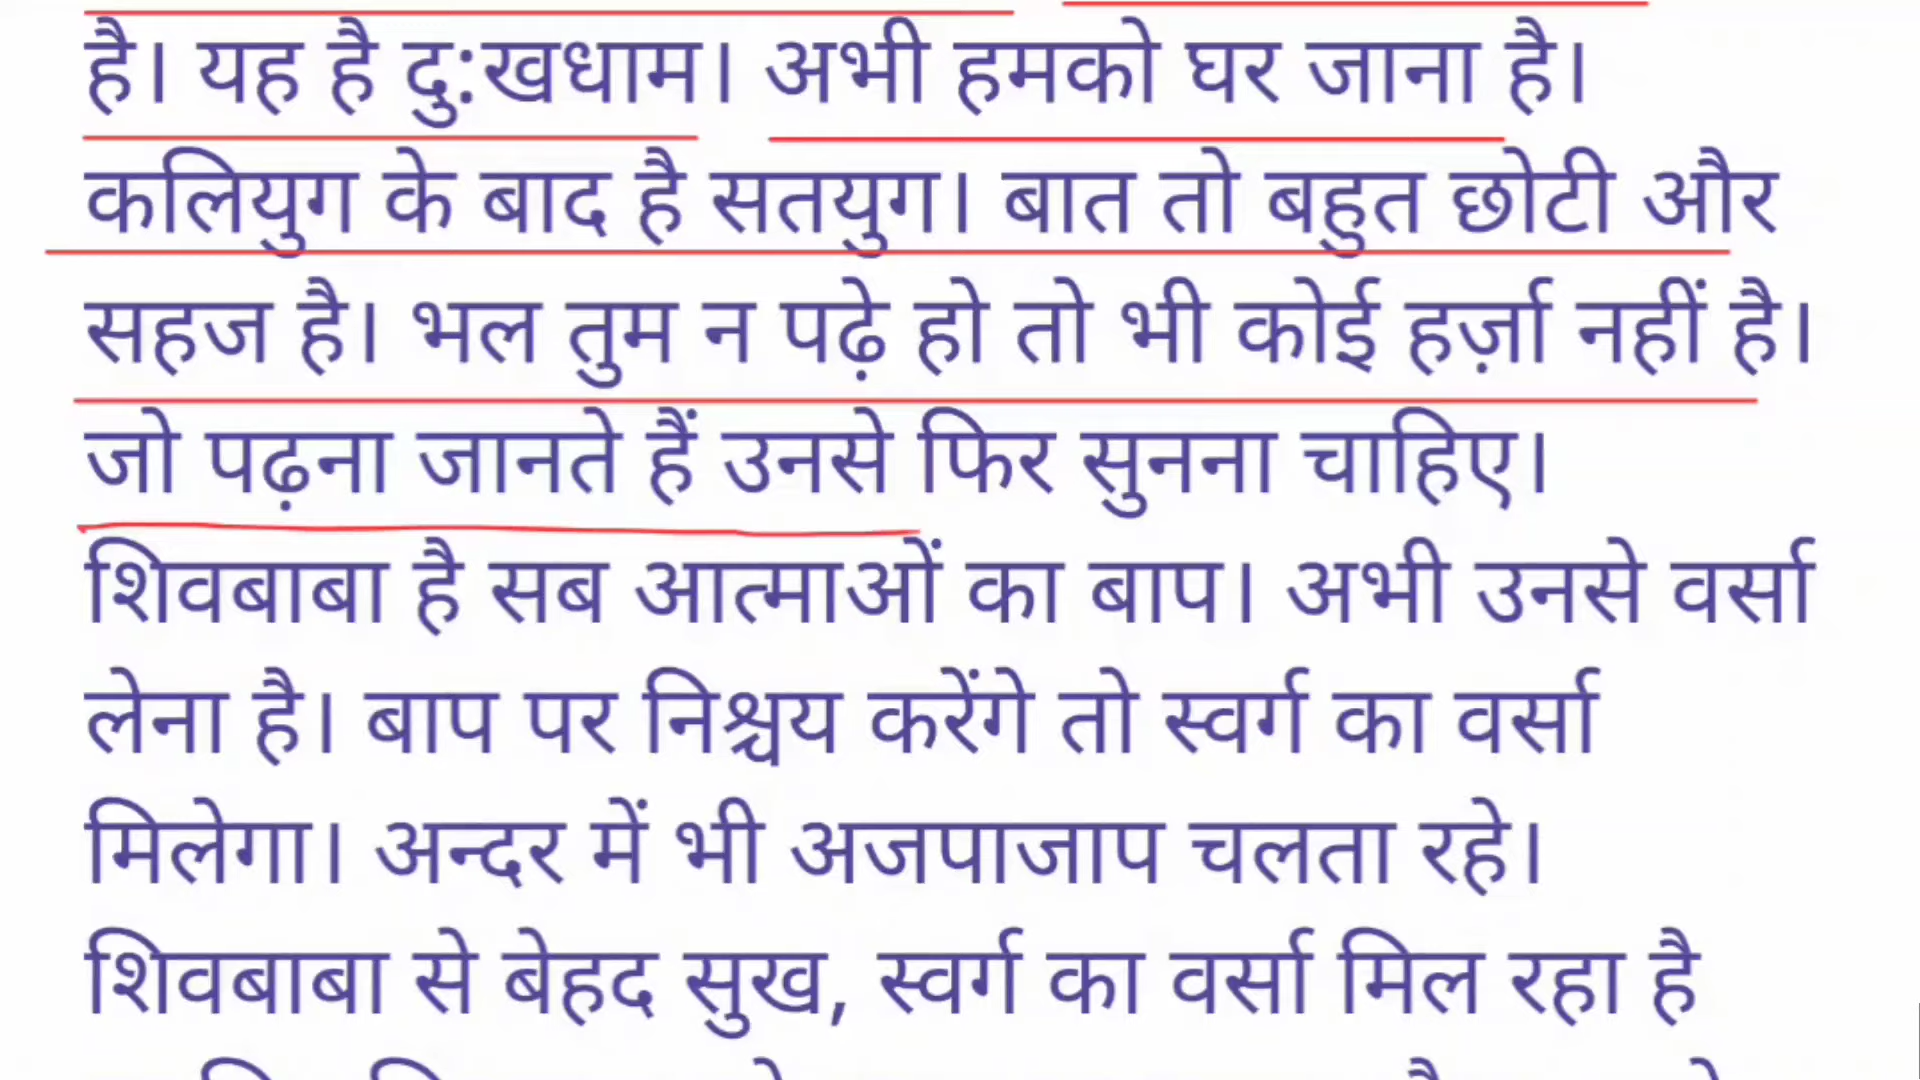 है। यह है दु:खधाम। अभी हमको घर जाना है।
कलियुग के बाद है सतयुग। बात तो बहुत छोटी और
सहज है। भल तुम न पढ़े हो तो भी कोई हर्ज़ा नहीं है।
जो पढ़ना जानते हैं उनसे फिर सुनना चाहिए।
शिवबाबा है सब आत्माओं का बाप। अभी उनसे वर्सा
लेना है। बाप पर निश्चय करेंगे तो स्वर्ग का वर्सा
मिलेगा। अन्दर में भी अजपाजाप चलता रहे।
शिवबाबा से बेहद सुख, स्वर्ग का वर्सा मिल रहा है